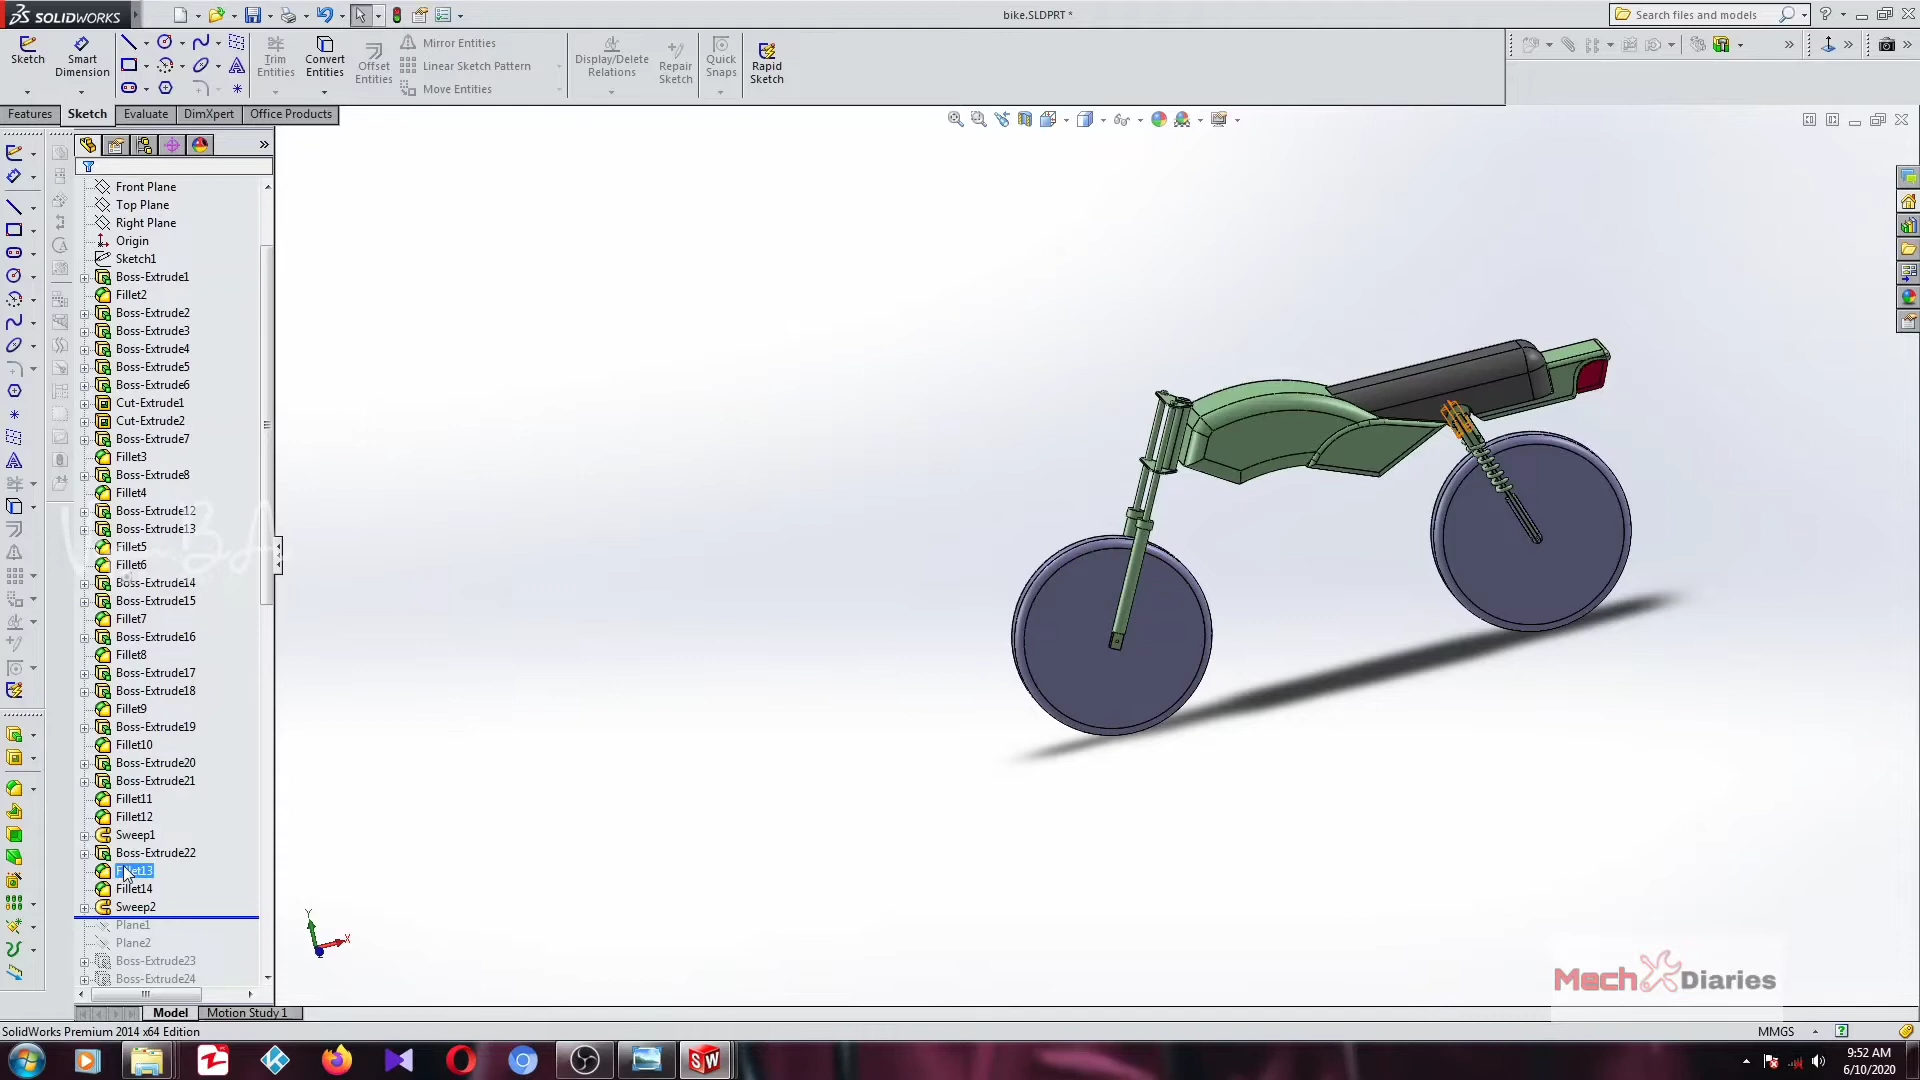 SOLIDWORKS
bike.SLDPRT *
Search files and models
Sketch
Smart
Dimension
Trim
Entities
Convert
Entities
Offset
Entities
Mirror Entities
Linear Sketch Pattern
Move Entities
Display/Delete
Relations
Repair
Sketch
Quick
Snaps
Rapid
Sketch
Features
Sketch
Evaluate
DimXpert
Office Products
Front Plane
Top Plane
Right Plane
Origin
Sketch1
Boss-Extrude1
Fillet2
Boss-Extrude2
Boss-Extrude3
Boss-Extrude4
Boss-Extrude5
Boss-Extrude6
Cut-Extrude1
Cut-Extrude2
Boss-Extrude7
Fillet3
Boss-Extrude8
Fillet4
Boss-Extrude12
Boss-Extrude13
Fillet5
Fillet6
Boss-Extrude14
Boss-Extrude15
Fillet7
Boss-Extrude16
Fillet8
Boss-Extrude17
Boss-Extrude18
Fillet9
Boss-Extrude19
Fillet10
Boss-Extrude20
Boss-Extrude21
Fillet11
Fillet12
Sweep1
Boss-Extrude22
Fillet13
Fillet14
Sweep2
Plane1
Plane2
Boss-Extrude23
Boss-Extrude24
Y
X
Mech Diaries
Model
Motion Study 1
SolidWorks Premium 2014 x64 Edition
MMGS
9:52 AM
6/10/2020